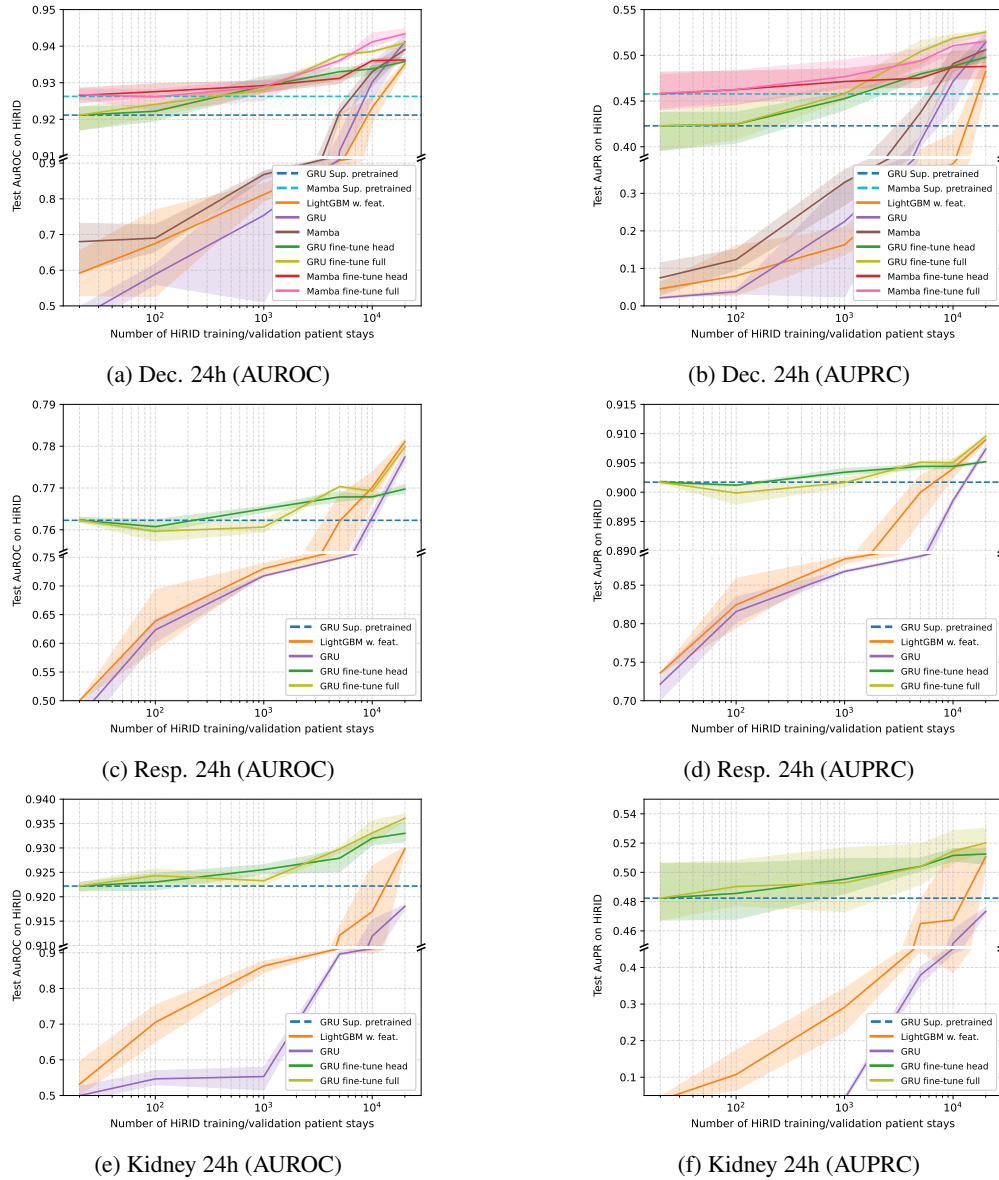 0.95
0.94
0.93
0.92
0.91
0.9
0.8
0.7
0.6
0.5
Test AuROC on HiRID
GRU Sup. pretrained
Mamba Sup. pretrained
LightGBM w. feat.
GRU
Mamba
GRU fine-tune head
GRU fine-tune full
Mamba fine-tune head
Mamba fine-tune full
10² 10³ 10⁴
Number of HiRID training/validation patient stays
(a) Dec. 24h (AUROC)
0.50
0.45
0.40
0.3
0.2
0.1
0.0
Test AuPR on HiRID
GRU Sup. pretrained
Mamba Sup. pretrained
LightGBM w. feat.
GRU
Mamba
GRU fine-tune head
GRU fine-tune full
Mamba fine-tune head
Mamba fine-tune full
10² 10³ 10⁴
Number of HiRID training/validation patient stays
(b) Dec. 24h (AUPRC)
0.79
0.78
0.77
0.76
0.75
0.70
0.65
0.60
0.55
0.50
Test AuROC on HiRID
GRU Sup. pretrained
LightGBM w. feat.
GRU
GRU fine-tune head
GRU fine-tune full
10² 10³ 10⁴
Number of HiRID training/validation patient stays
(c) Resp. 24h (AUROC)
0.915
0.910
0.905
0.900
0.895
0.890
0.85
0.80
0.75
0.70
Test AuPR on HiRID
GRU Sup. pretrained
LightGBM w. feat.
GRU
GRU fine-tune head
GRU fine-tune full
10² 10³ 10⁴
Number of HiRID training/validation patient stays
(d) Resp. 24h (AUPRC)
0.940
0.935
0.930
0.925
0.920
0.915
0.910
0.9
0.8
0.7
0.6
0.5
Test AuROC on HiRID
GRU Sup. pretrained
LightGBM w. feat.
GRU
GRU fine-tune head
GRU fine-tune full
10² 10³ 10⁴
Number of HiRID training/validation patient stays
(e) Kidney 24h (AUROC)
0.54
0.52
0.50
0.48
0.46
0.4
0.3
0.2
0.1
Test AuPR on HiRID
GRU Sup. pretrained
LightGBM w. feat.
GRU
GRU fine-tune head
GRU fine-tune full
10² 10³ 10⁴
Number of HiRID training/validation patient stays
(f) Kidney 24h (AUPRC)